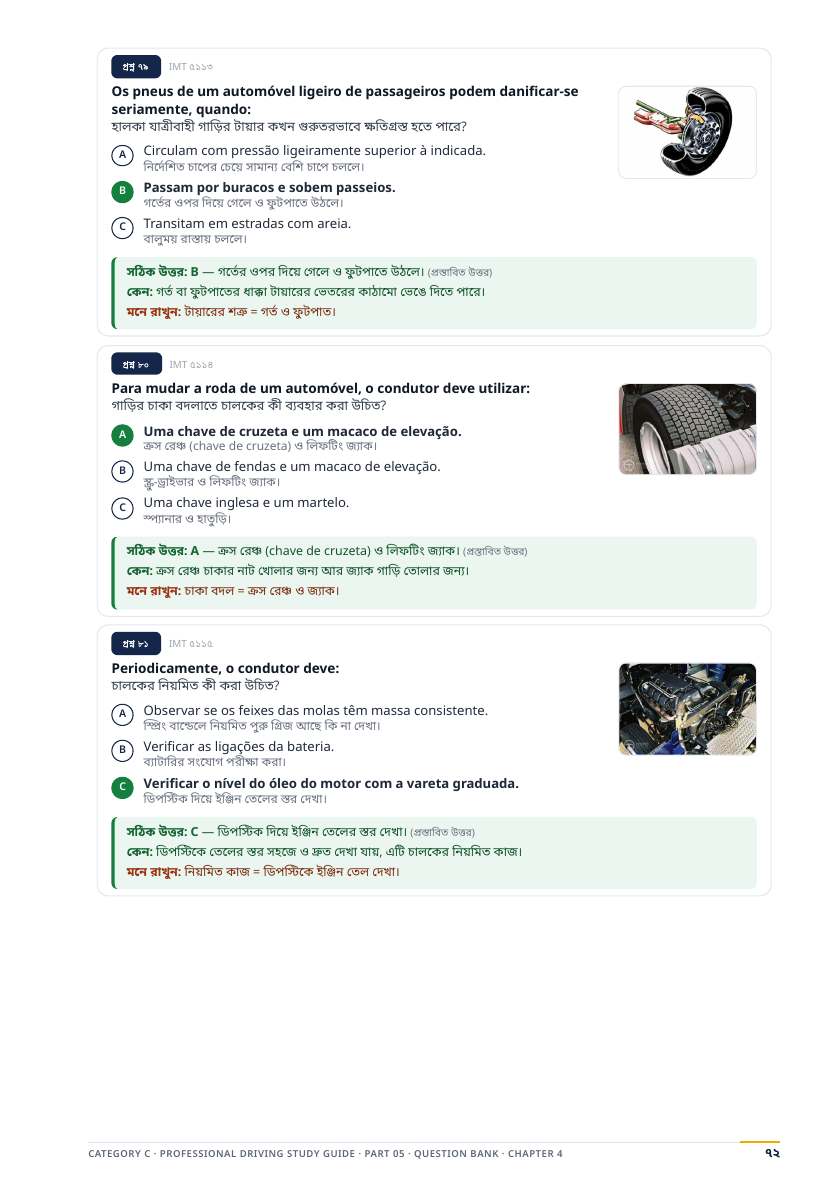 প্রশ্ন ৭৯ IMT ৫১১৩
Os pneus de um automóvel ligeiro de passageiros podem danificar-se
seriamente, quando:
হালকা যাত্রীবাহী গাড়ির টায়ার কখন গুরুতরভাবে ক্ষতিগ্রস্ত হতে পারে?
A Circulam com pressão ligeiramente superior à indicada.
নির্দেশিত চাপের চেয়ে সামান্য বেশি চাপে চললে।
B Passam por buracos e sobem passeios.
গর্তের ওপর দিয়ে গেলে ও ফুটপাতে উঠলে।
C Transitam em estradas com areia.
বালুময় রাস্তায় চললে।
সঠিক উত্তর: B — গর্তের ওপর দিয়ে গেলে ও ফুটপাতে উঠলে। (প্রস্তাবিত উত্তর)
কেন: গর্ত বা ফুটপাতের ধাক্কা টায়ারের ভেতরের কাঠামো ভেঙে দিতে পারে।
মনে রাখুন: টায়ারের শত্রু = গর্ত ও ফুটপাত।
প্রশ্ন ৮০ IMT ৫১১৪
Para mudar a roda de um automóvel, o condutor deve utilizar:
গাড়ির চাকা বদলাতে চালকের কী ব্যবহার করা উচিত?
A Uma chave de cruzeta e um macaco de elevação.
ক্রস রেঞ্চ (chave de cruzeta) ও লিফটিং জ্যাক।
B Uma chave de fendas e um macaco de elevação.
স্ক্রু-ড্রাইভার ও লিফটিং জ্যাক।
C Uma chave inglesa e um martelo.
স্প্যানার ও হাতুড়ি।
সঠিক উত্তর: A — ক্রস রেঞ্চ (chave de cruzeta) ও লিফটিং জ্যাক। (প্রস্তাবিত উত্তর)
কেন: ক্রস রেঞ্চ চাকার নাট খোলার জন্য আর জ্যাক গাড়ি তোলার জন্য।
মনে রাখুন: চাকা বদল = ক্রস রেঞ্চ ও জ্যাক।
প্রশ্ন ৮১ IMT ৫১১৫
Periodicamente, o condutor deve:
চালকের নিয়মিত কী করা উচিত?
A Observar se os feixes das molas têm massa consistente.
স্প্রিং বান্ডেলে নিয়মিত পুরু গ্রিজ আছে কি না দেখা।
B Verificar as ligações da bateria.
ব্যাটারির সংযোগ পরীক্ষা করা।
C Verificar o nível do óleo do motor com a vareta graduada.
ডিপস্টিক দিয়ে ইঞ্জিন তেলের স্তর দেখা।
সঠিক উত্তর: C — ডিপস্টিক দিয়ে ইঞ্জিন তেলের স্তর দেখা। (প্রস্তাবিত উত্তর)
কেন: ডিপস্টিকে তেলের স্তর সহজে ও দ্রুত দেখা যায়, এটি চালকের নিয়মিত কাজ।
মনে রাখুন: নিয়মিত কাজ = ডিপস্টিকে ইঞ্জিন তেল দেখা।
CATEGORY C · PROFESSIONAL DRIVING STUDY GUIDE · PART 05 · QUESTION BANK · CHAPTER 4 ৭২